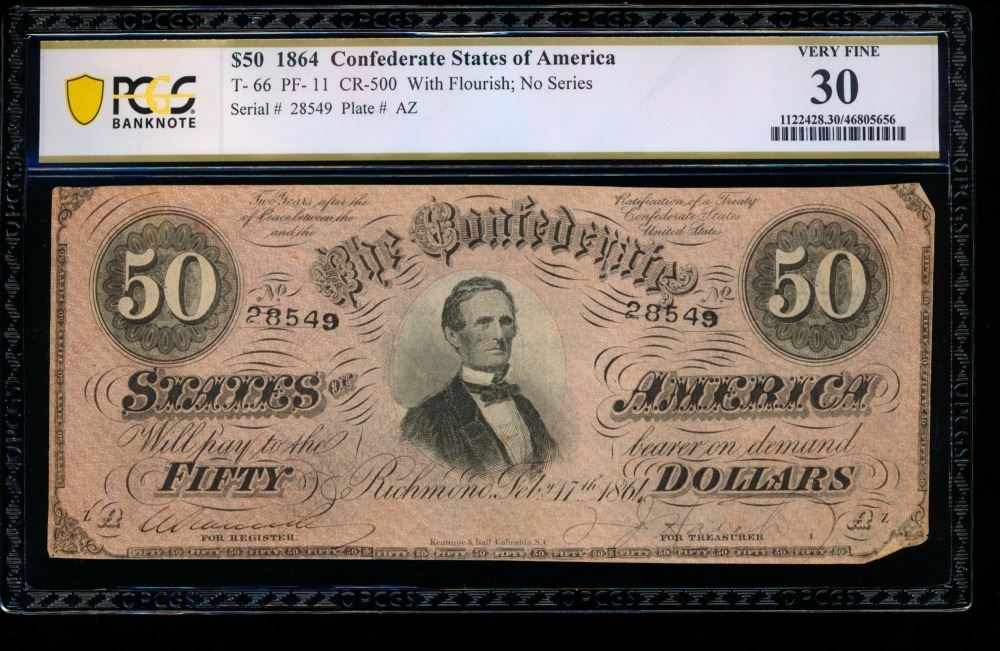 $50 1864 Confederate States of America
VERY FINE
T- 66 PF- 11 CR-500 With Flourish; No Series
30
Serial # 28549 Plate # AZ
1122428.30/46805656
PCGS
BANKNOTE
Two Years after the
of Peace between the
and the
Ratification of a Treaty
Confederate States
United States
The Confederate
50
50
No
28549
No
28549
STATES OF
AMERICA
Will pay to the
bearer on demand
FIFTY
Richmond, Feby 17th 1864.
DOLLARS
FOR REGISTER.
Keatinge & Ball Columbia, S.C.
FOR TREASURER
1
Z